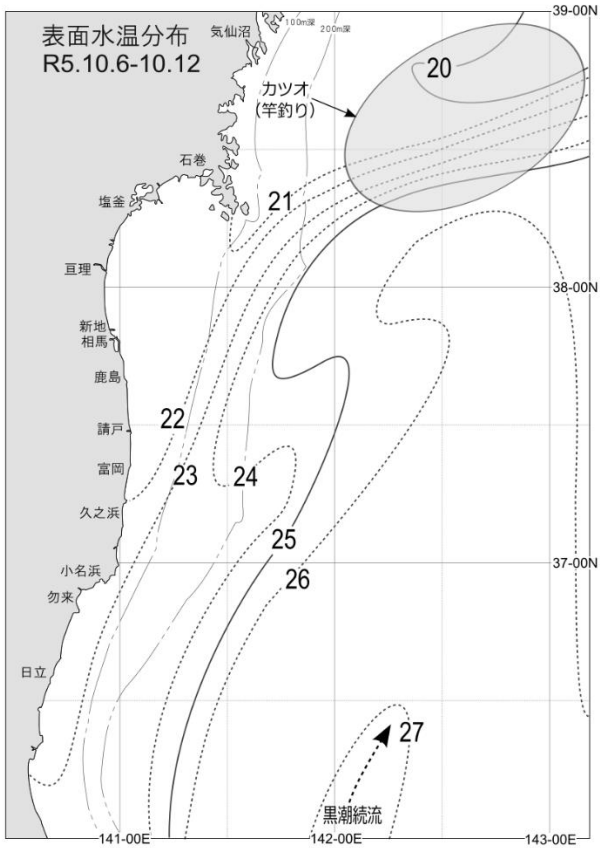 表面水温分布
R5.10.6-10.12
気仙沼
100m深
200m深
39-00N
20
カツオ
(竿釣り)
石巻
21
塩釜
亘理
38-00N
新地
相馬
鹿島
22
請戸
23
24
富岡
久之浜
25
37-00N
小名浜
26
勿来
日立
27
黒潮続流
141-00E
142-00E
143-00E